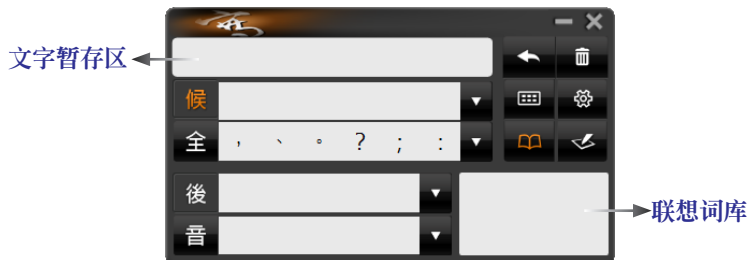 文字暂存区
候
全 ， 、 。 ？ ； ：
後
音
联想词库